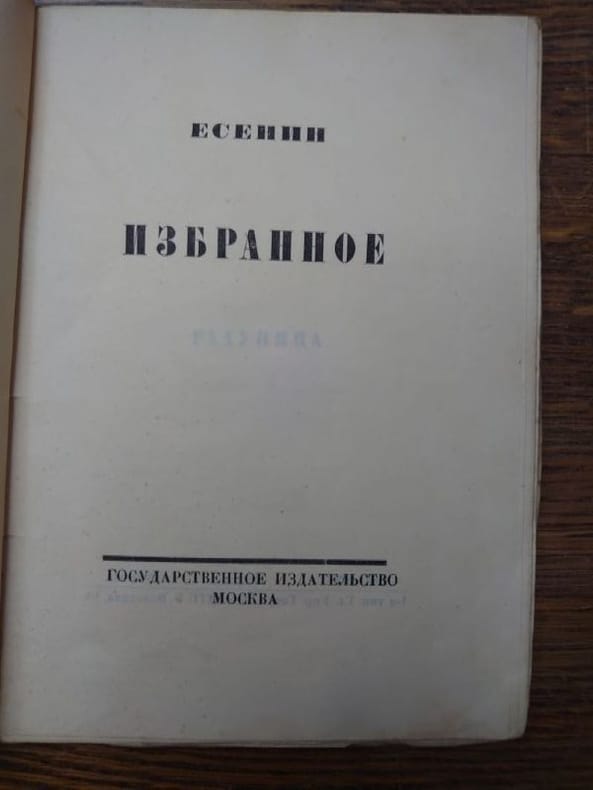 ЕСЕНИН
ИЗБРАННОЕ
ГОСУДАРСТВЕННОЕ ИЗДАТЕЛЬСТВО
МОСКВА